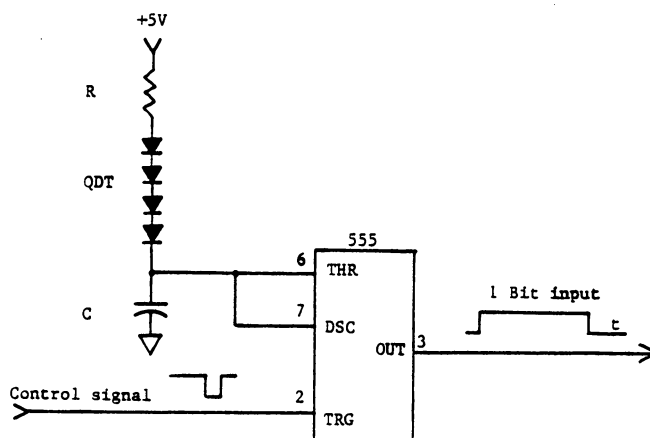 +5V
R
QDT
555
6
THR
C
7
DSC
1 Bit input
t
OUT
3
Control signal
2
TRG